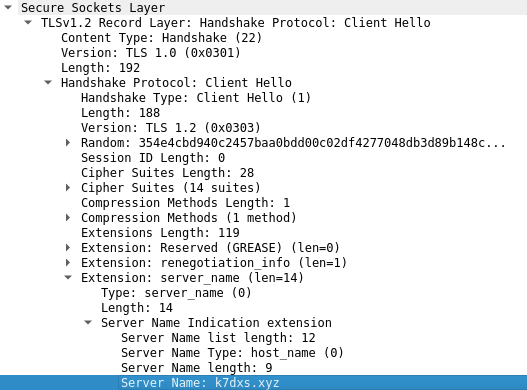 Secure Sockets Layer
TLSv1.2 Record Layer: Handshake Protocol: Client Hello
Content Type: Handshake (22)
Version: TLS 1.0 (0x0301)
Length: 192
Handshake Protocol: Client Hello
Handshake Type: Client Hello (1)
Length: 188
Version: TLS 1.2 (0x0303)
Random: 354e4cbd940c2457baa0bdd00c02df4277048db3d89b148c...
Session ID Length: 0
Cipher Suites Length: 28
Cipher Suites (14 suites)
Compression Methods Length: 1
Compression Methods (1 method)
Extensions Length: 119
Extension: Reserved (GREASE) (len=0)
Extension: renegotiation_info (len=1)
Extension: server_name (len=14)
Type: server_name (0)
Length: 14
Server Name Indication extension
Server Name list length: 12
Server Name Type: host_name (0)
Server Name length: 9
Server Name: k7dxs.xyz